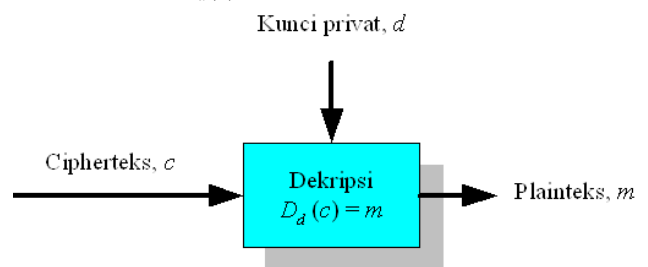 Kunci privat, d
Cipherteks, c
Dekripsi
D_d (c) = m
Plainteks, m